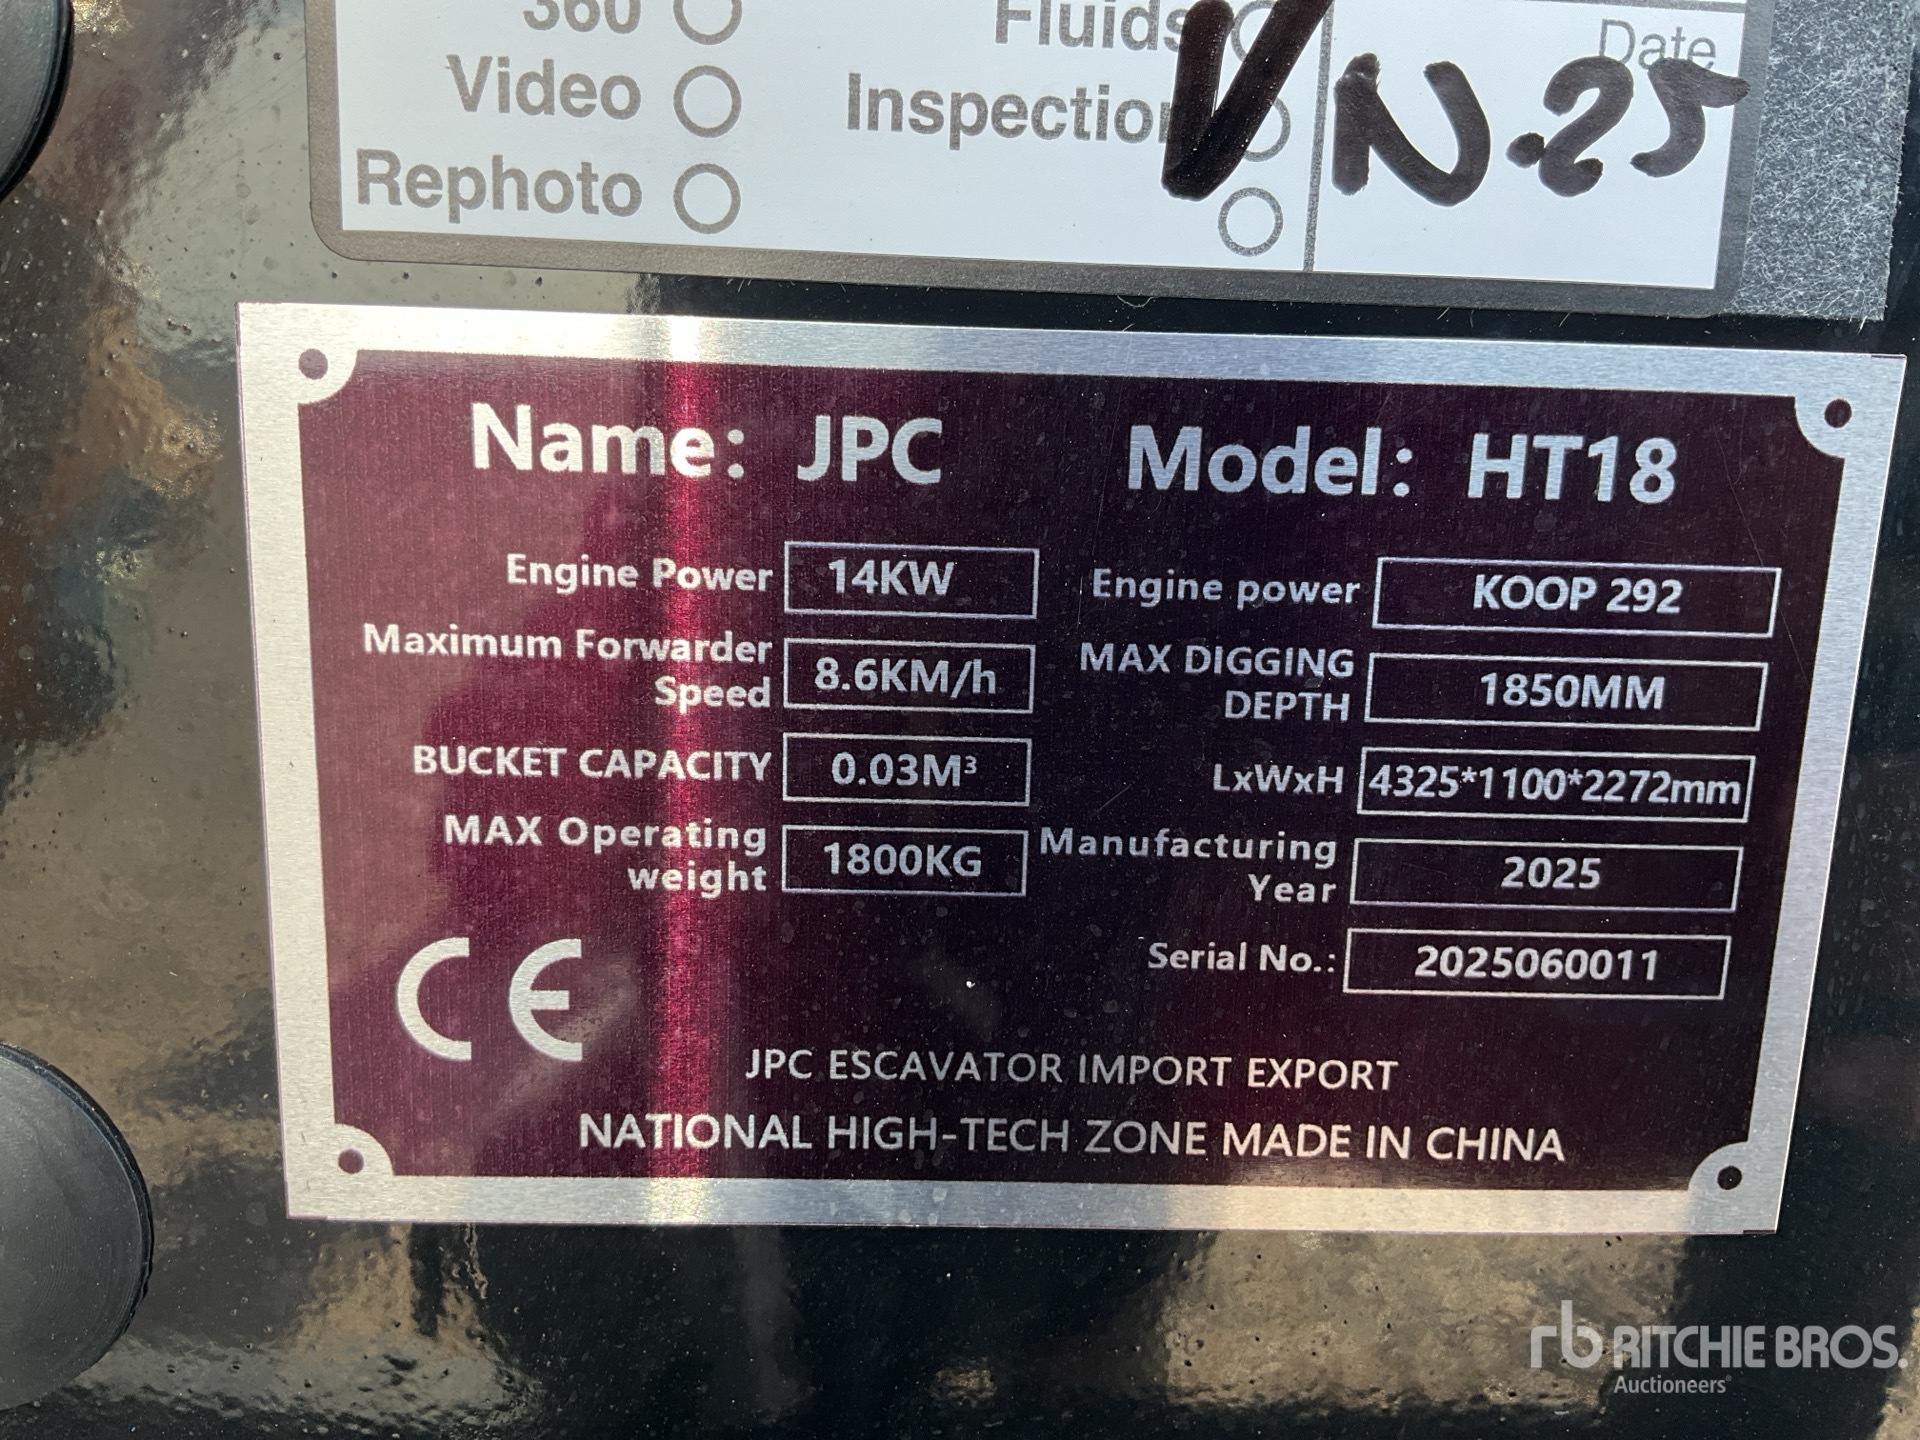 360 Fluids
Date
Video Inspection
V N.25
Rephoto
Name: JPC Model: HT18
Engine Power 14KW Engine power KOOP 292
Maximum Forwarder Speed 8.6KM/h MAX DIGGING DEPTH 1850MM
BUCKET CAPACITY 0.03M³ LxWxH 4325*1100*2272mm
MAX Operating weight 1800KG Manufacturing Year 2025
Serial No.: 2025060011
CE
JPC ESCAVATOR IMPORT EXPORT
NATIONAL HIGH-TECH ZONE MADE IN CHINA
rb RITCHIE BROS.
Auctioneers